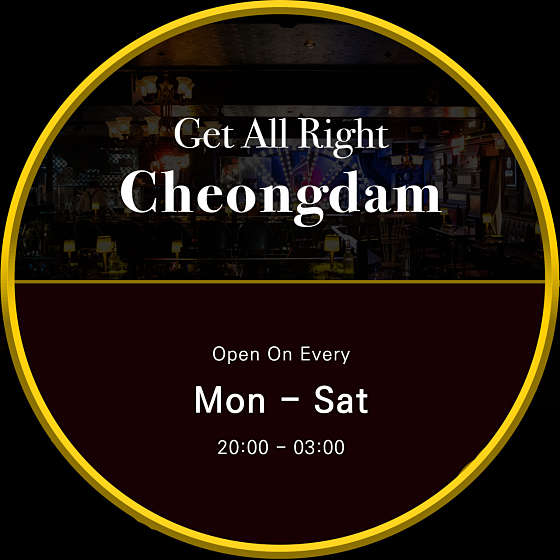 Get All Right
Cheongdam
Open On Every
Mon – Sat
20:00 – 03:00